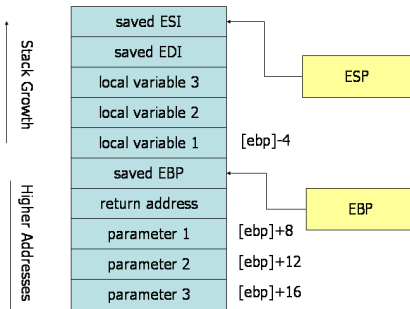 saved ESI
saved EDI
local variable 3
ESP
local variable 2
local variable 1
[ebp]-4
saved EBP
return address
EBP
parameter 1
[ebp]+8
parameter 2
[ebp]+12
parameter 3
[ebp]+16
Stack Growth
Higher Addresses